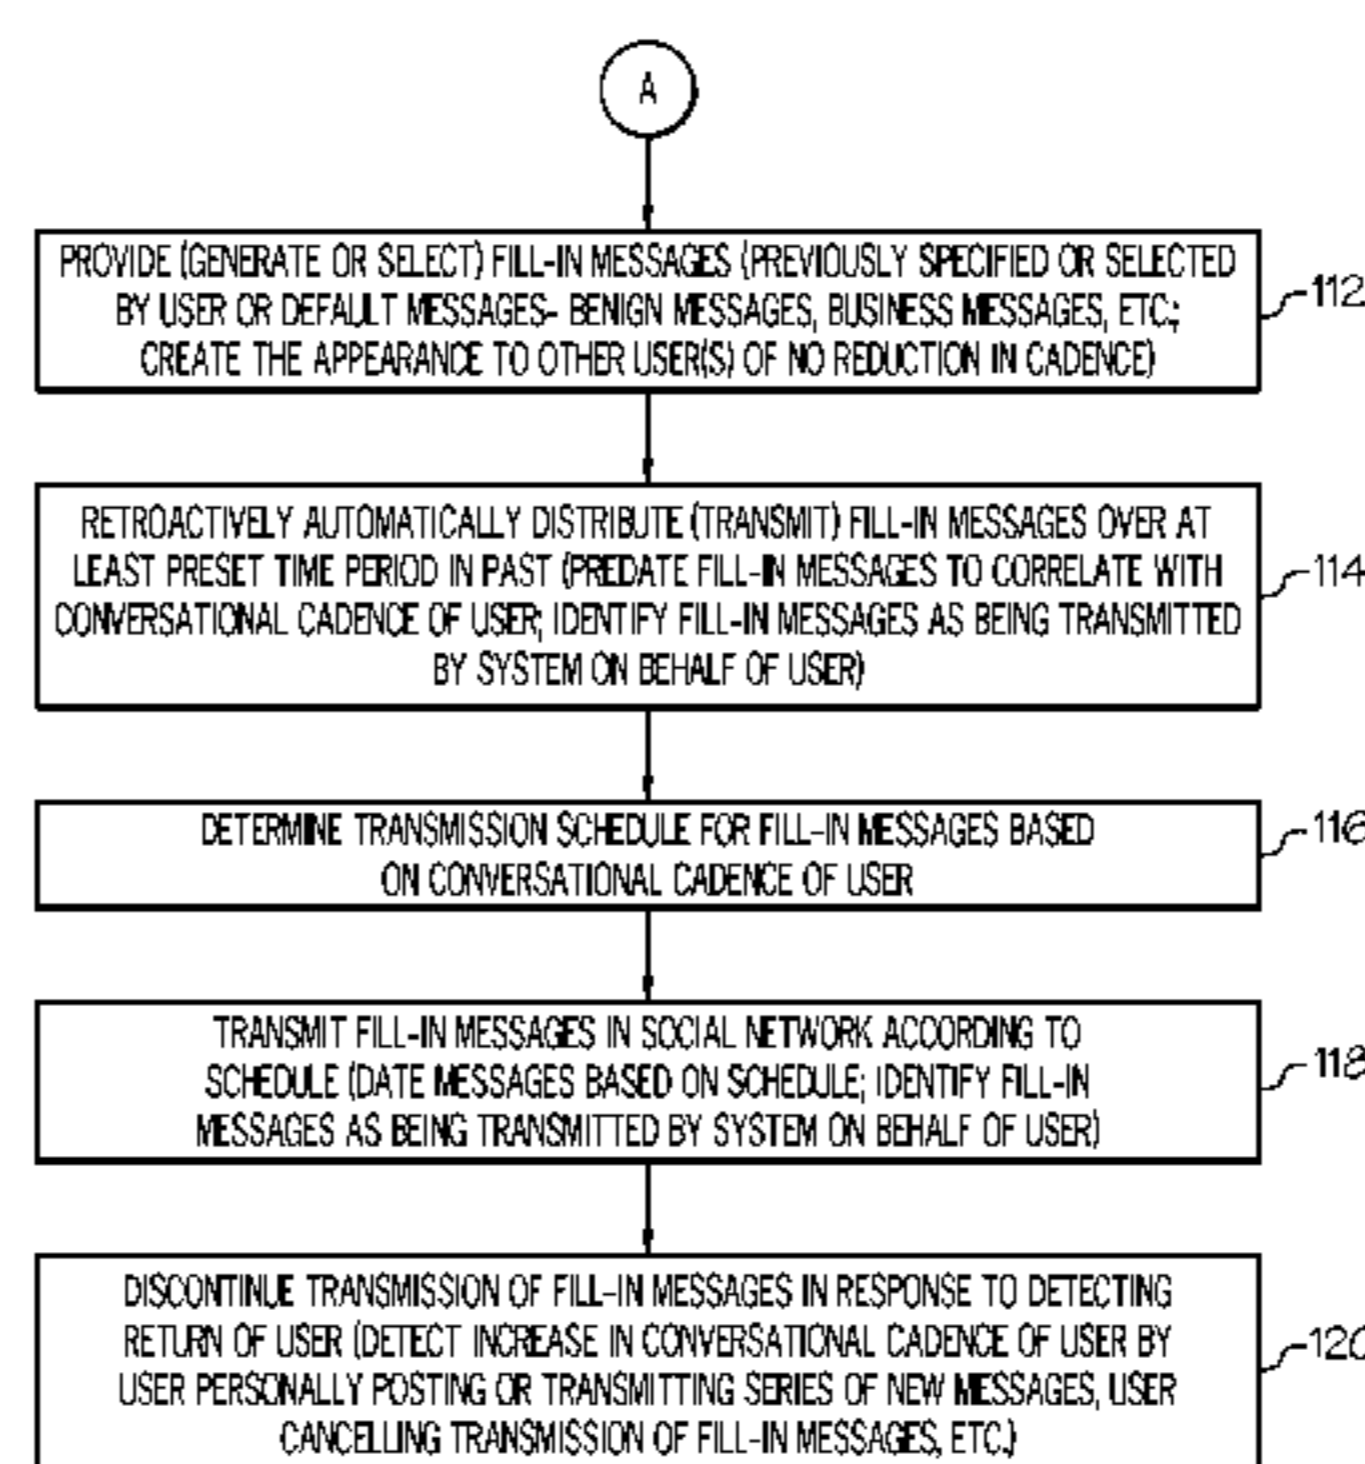 A
PROVIDE (GENERATE OR SELECT) FILL-IN MESSAGES (PREVIOUSLY SPECIFIED OR SELECTED
BY USER OR DEFAULT MESSAGES- BENIGN MESSAGES, BUSINESS MESSAGES, ETC.;
CREATE THE APPEARANCE TO OTHER USER(S) OF NO REDUCTION IN CADENCE)
112
RETROACTIVELY AUTOMATICALLY DISTRIBUTE (TRANSMIT) FILL-IN MESSAGES OVER AT
LEAST PRESET TIME PERIOD IN PAST (PREDATE FILL-IN MESSAGES TO CORRELATE WITH
CONVERSATIONAL CADENCE OF USER; IDENTIFY FILL-IN MESSAGES AS BEING TRANSMITTED
BY SYSTEM ON BEHALF OF USER)
114
DETERMINE TRANSMISSION SCHEDULE FOR FILL-IN MESSAGES BASED
ON CONVERSATIONAL CADENCE OF USER
116
TRANSMIT FILL-IN MESSAGES IN SOCIAL NETWORK ACCORDING TO
SCHEDULE (DATE MESSAGES BASED ON SCHEDULE; IDENTIFY FILL-IN
MESSAGES AS BEING TRANSMITTED BY SYSTEM ON BEHALF OF USER)
118
DISCONTINUE TRANSMISSION OF FILL-IN MESSAGES IN RESPONSE TO DETECTING
RETURN OF USER (DETECT INCREASE IN CONVERSATIONAL CADENCE OF USER BY
USER PERSONALLY POSTING OR TRANSMITTING SERIES OF NEW MESSAGES, USER
CANCELLING TRANSMISSION OF FILL-IN MESSAGES, ETC.)
120